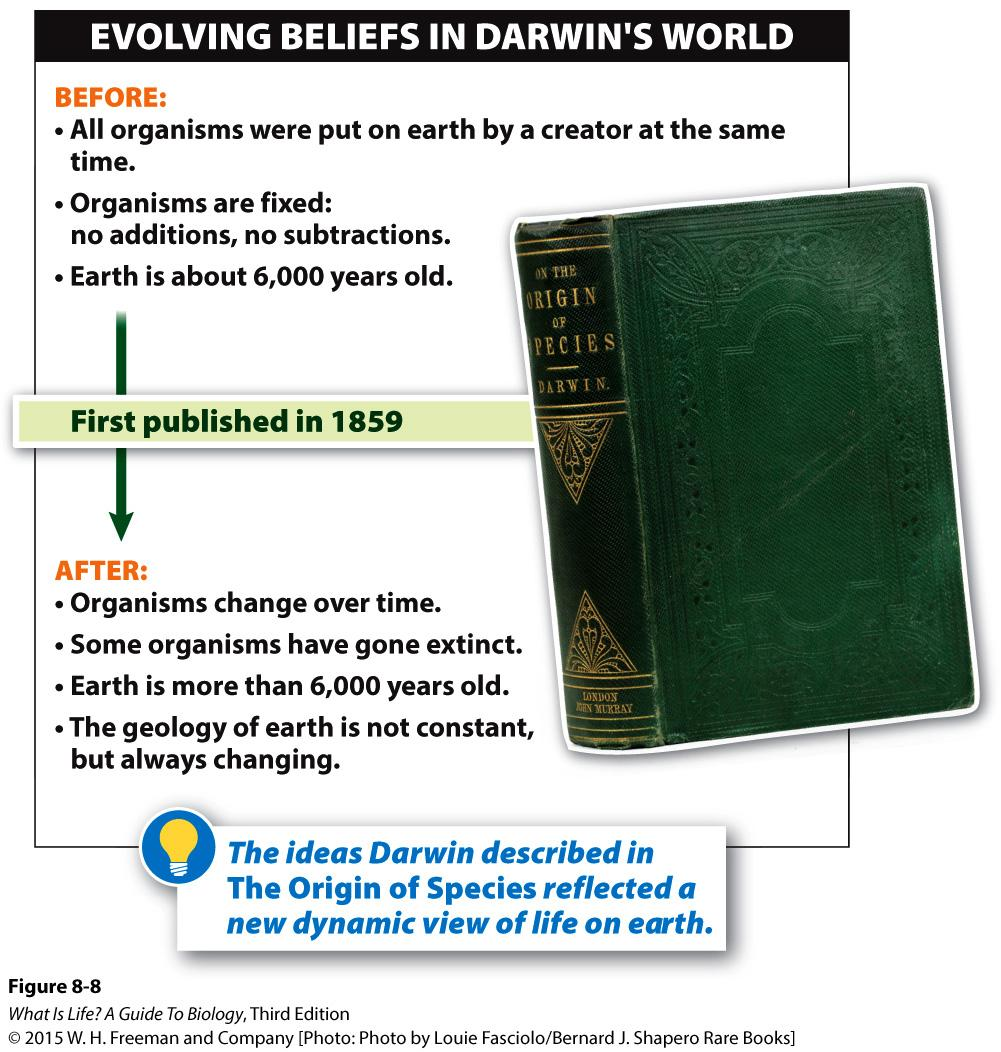 EVOLVING BELIEFS IN DARWIN'S WORLD
BEFORE:
• All organisms were put on earth by a creator at the same
time.
• Organisms are fixed:
no additions, no subtractions.
• Earth is about 6,000 years old.
First published in 1859
ON THE
ORIGIN
OF
SPECIES
DARWIN.
LONDON
JOHN MURRAY
AFTER:
• Organisms change over time.
• Some organisms have gone extinct.
• Earth is more than 6,000 years old.
• The geology of earth is not constant,
but always changing.
The ideas Darwin described in
The Origin of Species reflected a
new dynamic view of life on earth.
Figure 8-8
What Is Life? A Guide To Biology, Third Edition
© 2015 W. H. Freeman and Company [Photo: Photo by Louie Fasciolo/Bernard J. Shapero Rare Books]